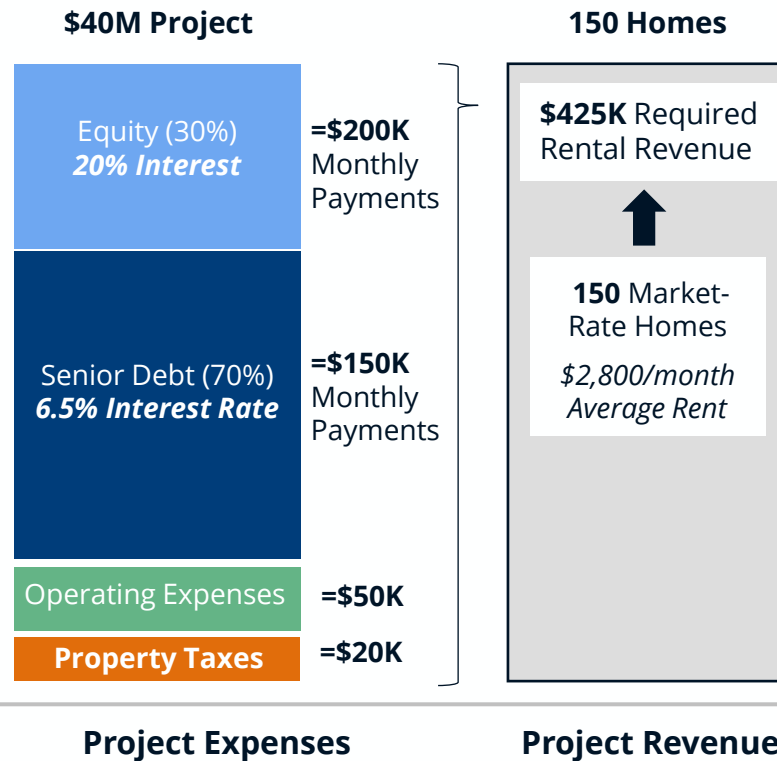 $40M Project
150 Homes
Equity (30%)
20% Interest
=$200K
Monthly
Payments
Senior Debt (70%)
6.5% Interest Rate
=$150K
Monthly
Payments
Operating Expenses
=$50K
Property Taxes
=$20K
$425K Required
Rental Revenue
150 Market-
Rate Homes
$2,800/month
Average Rent
Project Expenses
Project Revenue